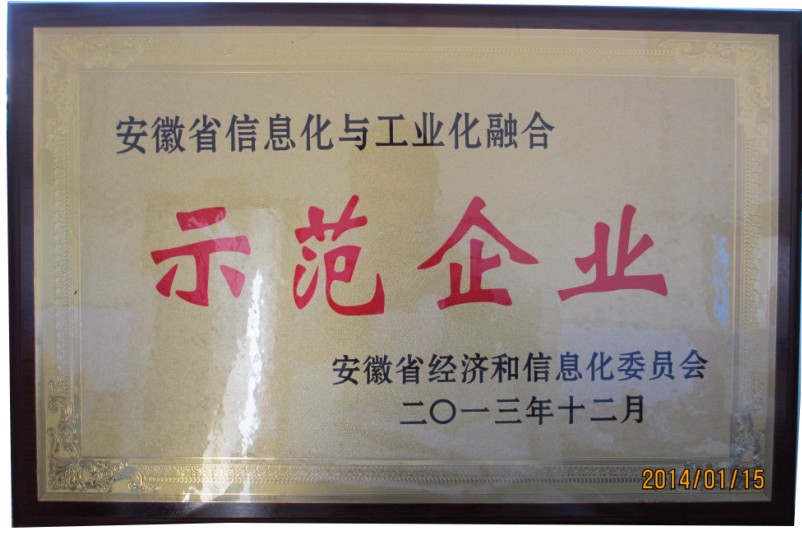 安徽省信息化与工业化融合
示范企业
安徽省经济和信息化委员会
二〇一三年十二月
2014/01/15